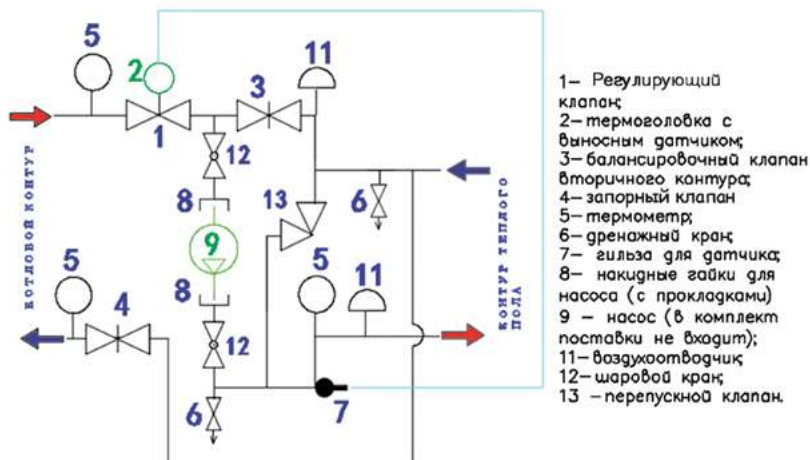 5
2
11
3
1
12
13
8
6
КОТЛОВОЙ КОНТУР
9
5
11
КОНТУР ТЕПЛОГО
ПОЛА
5
8
4
12
6
7
1– Регулирующий
клапан;
2–термоголовка с
выносным датчиком;
3–балансировочный клапан
вторичного контура;
4–запорный клапан
5–термометр;
6–дренажный кран;
7– гильза для датчика;
8– накидные гайки для
насоса (с прокладками)
9 – насос (в комплект
поставки не входит);
11–воздухоотводчик;
12–шаровой кран;
13 –перепускной клапан.